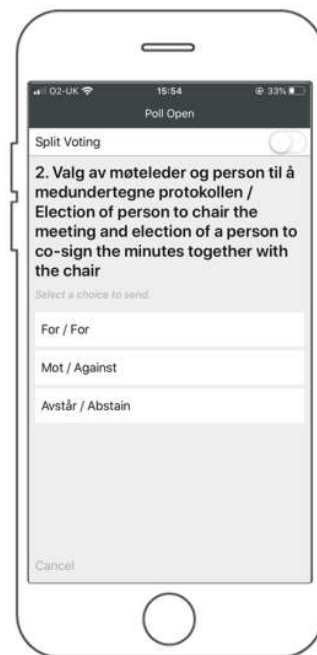 O2-UK 15:54 33%
Poll Open
Split Voting
2. Valg av møteleder og person til å
medundertegne protokollen /
Election of person to chair the
meeting and election of a person to
co-sign the minutes together with
the chair
Select a choice to send.
For / For
Mot / Against
Avstår / Abstain
Cancel